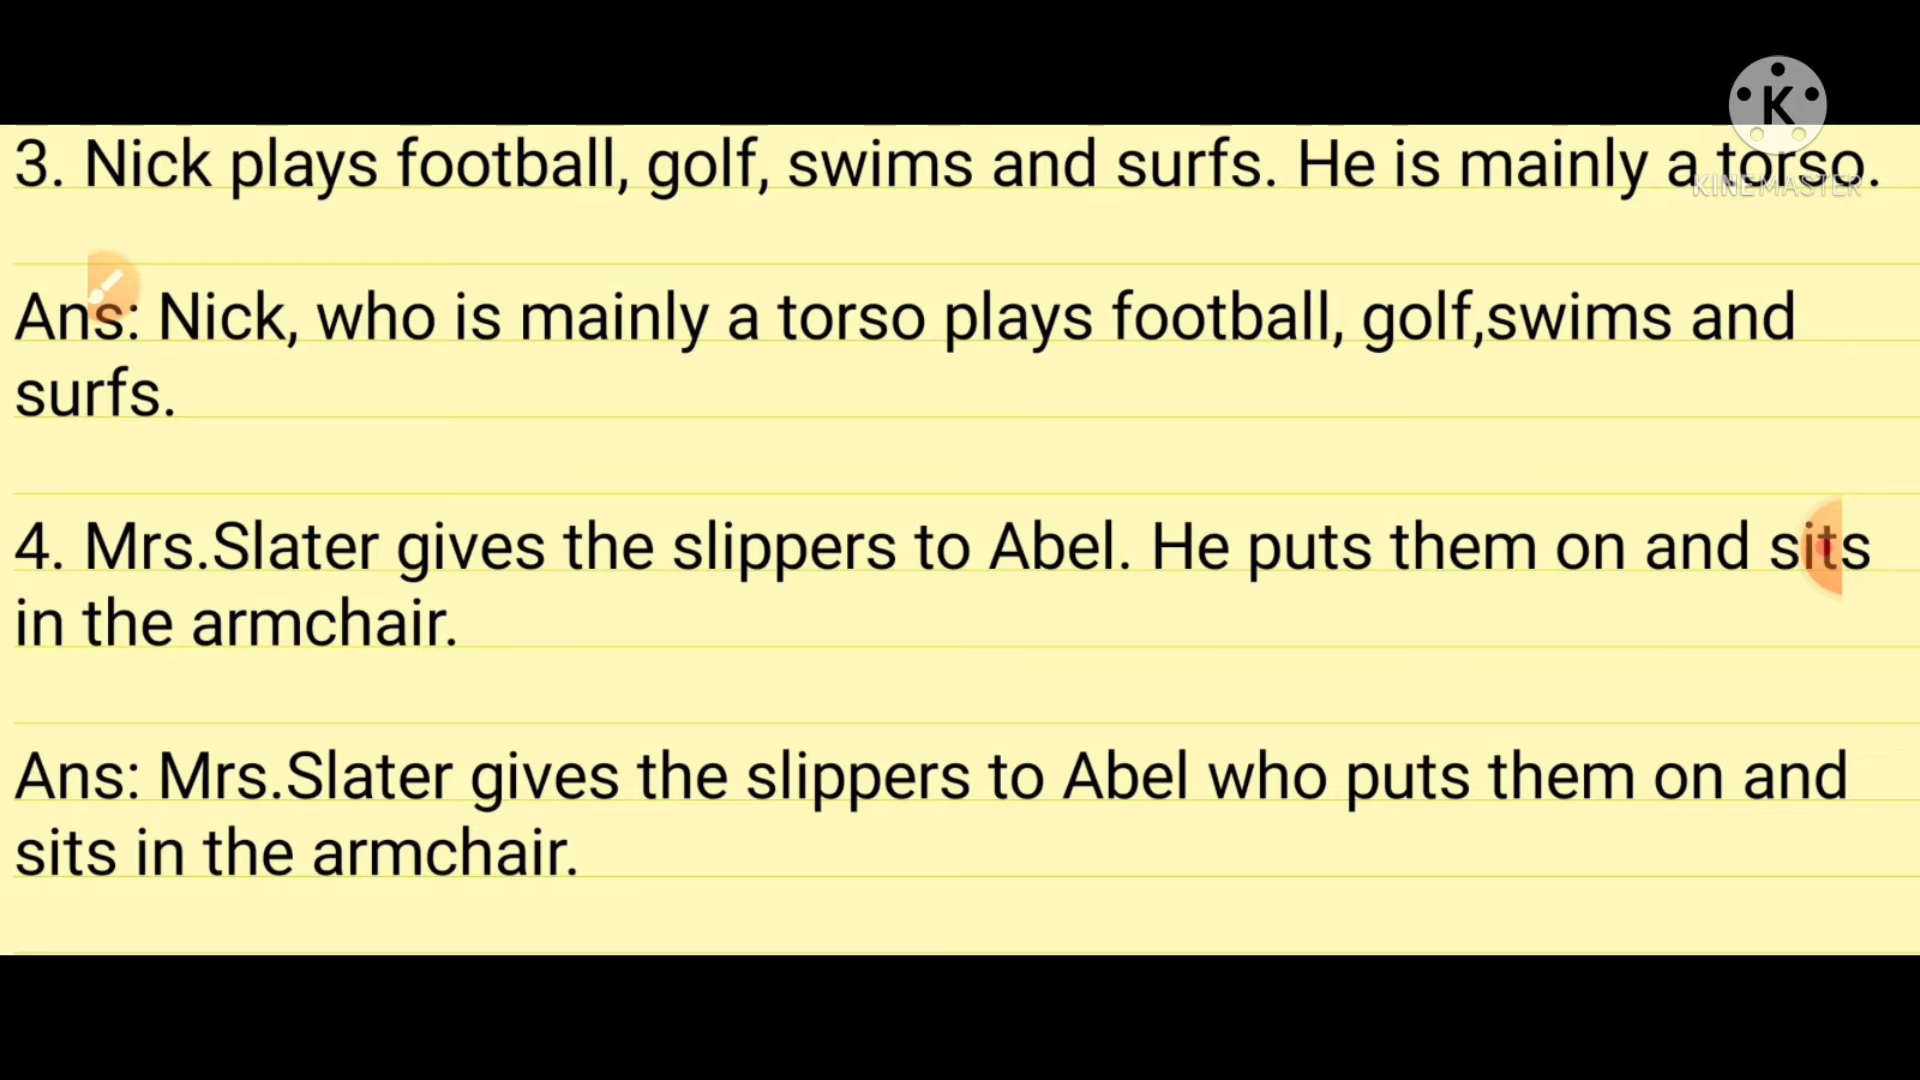 K
KINEMASTER
3. Nick plays football, golf, swims and surfs. He is mainly a torso.
Ans: Nick, who is mainly a torso plays football, golf,swims and
surfs.
4. Mrs.Slater gives the slippers to Abel. He puts them on and sits
in the armchair.
Ans: Mrs.Slater gives the slippers to Abel who puts them on and
sits in the armchair.